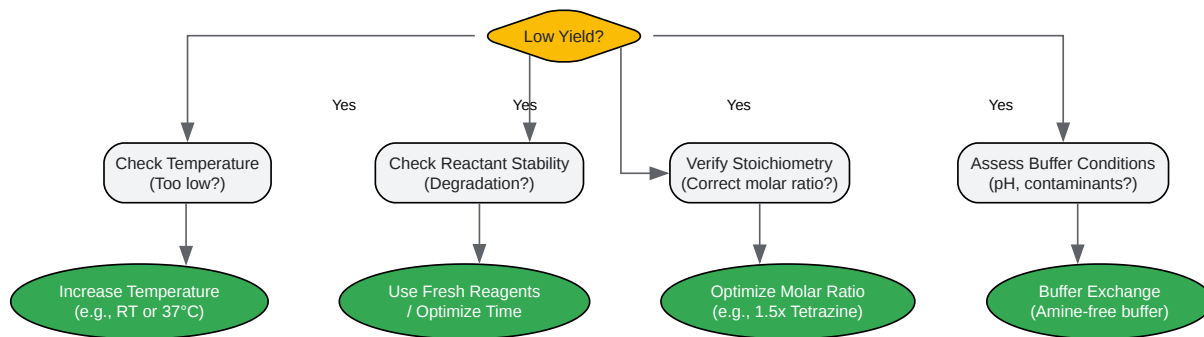 Low Yield?
Yes
Yes
Yes
Yes
Check Temperature
(Too low?)
Check Reactant Stability
(Degradation?)
Verify Stoichiometry
(Correct molar ratio?)
Assess Buffer Conditions
(pH, contaminants?)
Increase Temperature
(e.g., RT or 37°C)
Use Fresh Reagents
/ Optimize Time
Optimize Molar Ratio
(e.g., 1.5x Tetrazine)
Buffer Exchange
(Amine-free buffer)